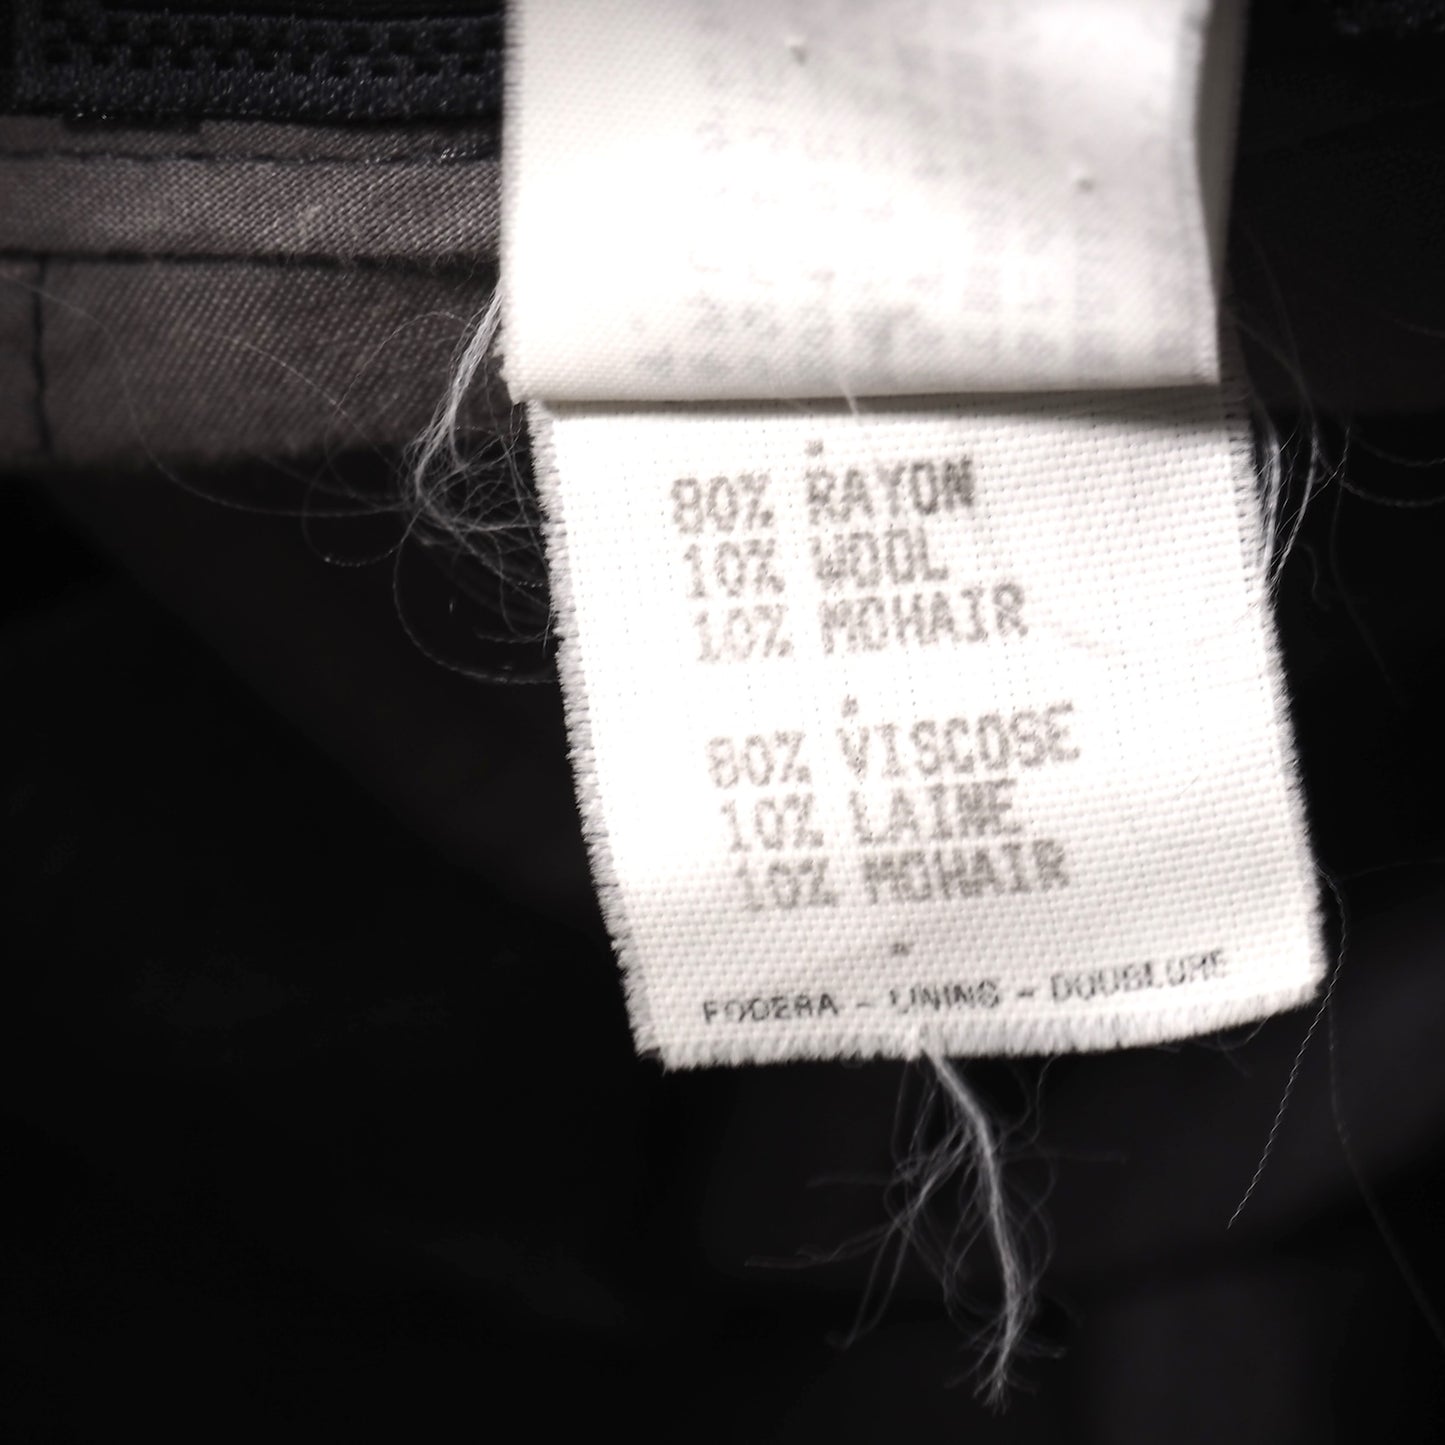 80% RAYON
10% WOOL
10% MOHAIR
80% VISCOSE
10% LAINE
10% MOHAIR
FODERA - LINING - DOUBLURE